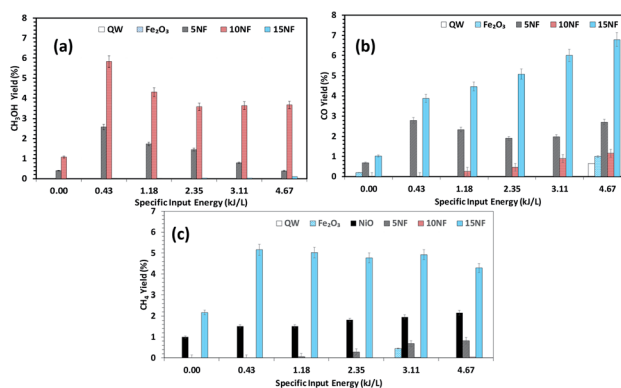 QW Fe₂O₃ 5NF 10NF 15NF
(a)
CH₃OH Yield (%)
7
6
5
4
3
2
1
0
0.00 0.43 1.18 2.35 3.11 4.67
Specific Input Energy (kJ/L)
QW Fe₂O₃ 5NF 10NF 15NF
(b)
CO Yield (%)
8
7
6
5
4
3
2
1
0
0.00 0.43 1.18 2.35 3.11 4.67
Specific Input Energy (kJ/L)
QW Fe₂O₃ NiO 5NF 10NF 15NF
(c)
CH₄ Yield (%)
7
6
5
4
3
2
1
0
0.00 0.43 1.18 2.35 3.11 4.67
Specific Input Energy (kJ/L)